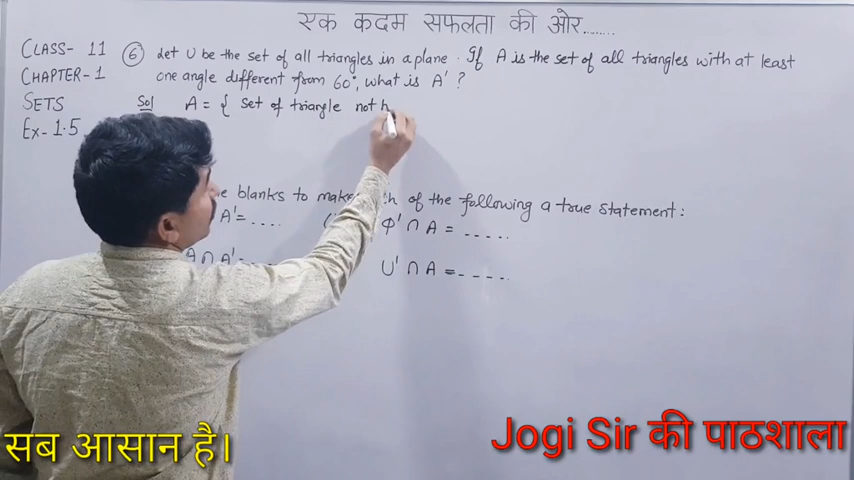 एक कदम सफलता की ओर........
CLASS- 11
CHAPTER-1
SETS
Ex- 1.5
⑥ Let U be the set of all triangles in a plane. If A is the set of all triangles with at least
one angle different from 60°, what is A' ?
Sol A = { set of triangle not h
blanks to make of the following a true statement:
A' = .... Φ' ∩ A = .....
A ∩ A' = U' ∩ A = .....
सब आसान है।
Jogi Sir की पाठशाला